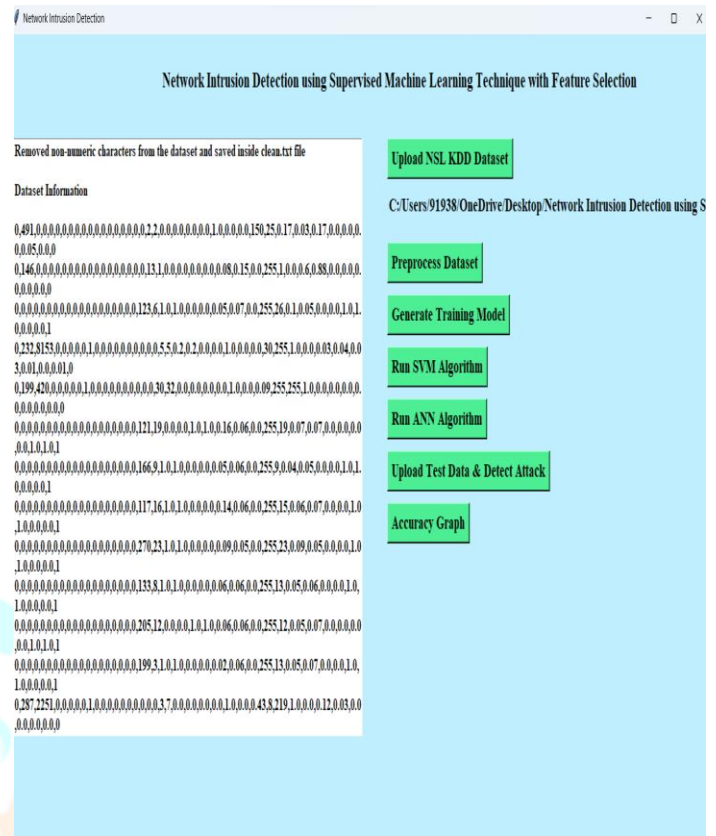 Network Intrusion Detection
Network Intrusion Detection using Supervised Machine Learning Technique with Feature Selection
Removed non-numeric characters from the dataset and saved inside clean.txt file
Dataset Information
0,491,0,0,0,0,0,0,0,0,0,0,0,0,0,0,0,0,0,2,2,0.0,0.0,0.0,0.0,1.0,0.0,0.0,150,25,0.17,0.03,0.17,0.0,0.0,0.
0,0.05,0.0,0
0,146,0,0,0,0,0,0,0,0,0,0,0,0,0,0,0,0,0,13,1,0.0,0.0,0.0,0.0,0.08,0.15,0.0,255,1,0.0,0.6,0.88,0.0,0.0,0.
0,0.0,0.0,0
0,0,0,0,0,0,0,0,0,0,0,0,0,0,0,0,0,0,0,123,6,1.0,1.0,0.0,0.0,0.05,0.07,0.0,255,26,0.1,0.05,0.0,0.0,1.0,1.
0,0.0,0.0,1
0,232,8153,0,0,0,0,1,0,0,0,0,0,0,0,0,0,0,0,5,5,0.2,0.2,0.0,0.0,1.0,0.0,0.0,30,255,1.0,0.0,0.03,0.04,0.0
3,0.01,0.0,0.01,0
0,199,420,0,0,0,0,1,0,0,0,0,0,0,0,0,0,0,0,30,32,0.0,0.0,0.0,0.0,1.0,0.0,0.09,255,255,1.0,0.0,0.0,0.0,0.
0,0.0,0.0,0.0,0
0,0,0,0,0,0,0,0,0,0,0,0,0,0,0,0,0,0,0,121,19,0.0,0.0,1.0,1.0,0.16,0.06,0.0,255,19,0.07,0.07,0.0,0.0,0.0
,0.0,1.0,1.0,1
0,0,0,0,0,0,0,0,0,0,0,0,0,0,0,0,0,0,0,166,9,1.0,1.0,0.0,0.0,0.05,0.06,0.0,255,9,0.04,0.05,0.0,0.0,1.0,1.
0,0.0,0.0,1
0,0,0,0,0,0,0,0,0,0,0,0,0,0,0,0,0,0,0,117,16,1.0,1.0,0.0,0.0,0.14,0.06,0.0,255,15,0.06,0.07,0.0,0.0,1.0
,1.0,0.0,0.0,1
0,0,0,0,0,0,0,0,0,0,0,0,0,0,0,0,0,0,0,270,23,1.0,1.0,0.0,0.0,0.09,0.05,0.0,255,23,0.09,0.05,0.0,0.0,1.0
,1.0,0.0,0.0,1
0,0,0,0,0,0,0,0,0,0,0,0,0,0,0,0,0,0,0,133,8,1.0,1.0,0.0,0.0,0.06,0.06,0.0,255,13,0.05,0.06,0.0,0.0,1.0,
1.0,0.0,0.0,1
0,0,0,0,0,0,0,0,0,0,0,0,0,0,0,0,0,0,0,205,12,0.0,0.0,1.0,1.0,0.06,0.06,0.0,255,12,0.05,0.07,0.0,0.0,0.0
,0.0,1.0,1.0,1
0,0,0,0,0,0,0,0,0,0,0,0,0,0,0,0,0,0,0,199,3,1.0,1.0,0.0,0.0,0.02,0.06,0.0,255,13,0.05,0.07,0.0,0.0,1.0,
1.0,0.0,0.0,1
0,287,2251,0,0,0,0,1,0,0,0,0,0,0,0,0,0,0,0,3,7,0.0,0.0,0.0,0.0,1.0,0.0,0.43,8,219,1.0,0.0,0.12,0.03,0.0
,0.0,0.0,0.0,0
Upload NSL KDD Dataset
C:/Users/91938/OneDrive/Desktop/Network Intrusion Detection using S
Preprocess Dataset
Generate Training Model
Run SVM Algorithm
Run ANN Algorithm
Upload Test Data & Detect Attack
Accuracy Graph